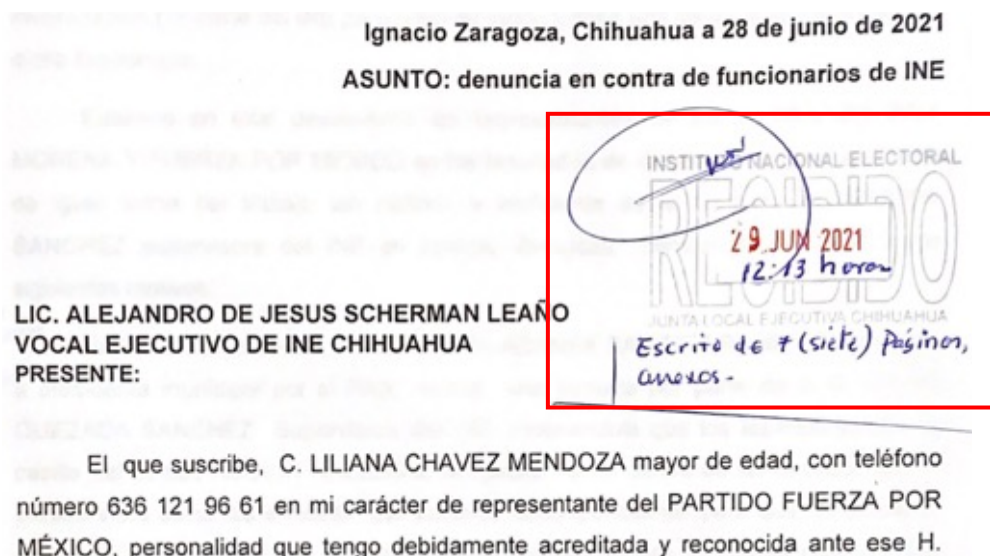 Ignacio Zaragoza, Chihuahua a 28 de junio de 2021
ASUNTO: denuncia en contra de funcionarios de INE
INSTITUTO NACIONAL ELECTORAL
RECIBIDO
29 JUN 2021
12:13 horas
JUNTA LOCAL EJECUTIVA CHIHUAHUA
Escrito de 7 (siete) Páginas,
anexos.-
LIC. ALEJANDRO DE JESUS SCHERMAN LEAÑO
VOCAL EJECUTIVO DE INE CHIHUAHUA
PRESENTE:
El que suscribe, C. LILIANA CHAVEZ MENDOZA mayor de edad, con teléfono
número 636 121 96 61 en mi carácter de representante del PARTIDO FUERZA POR
MÉXICO, personalidad que tengo debidamente acreditada y reconocida ante ese H.